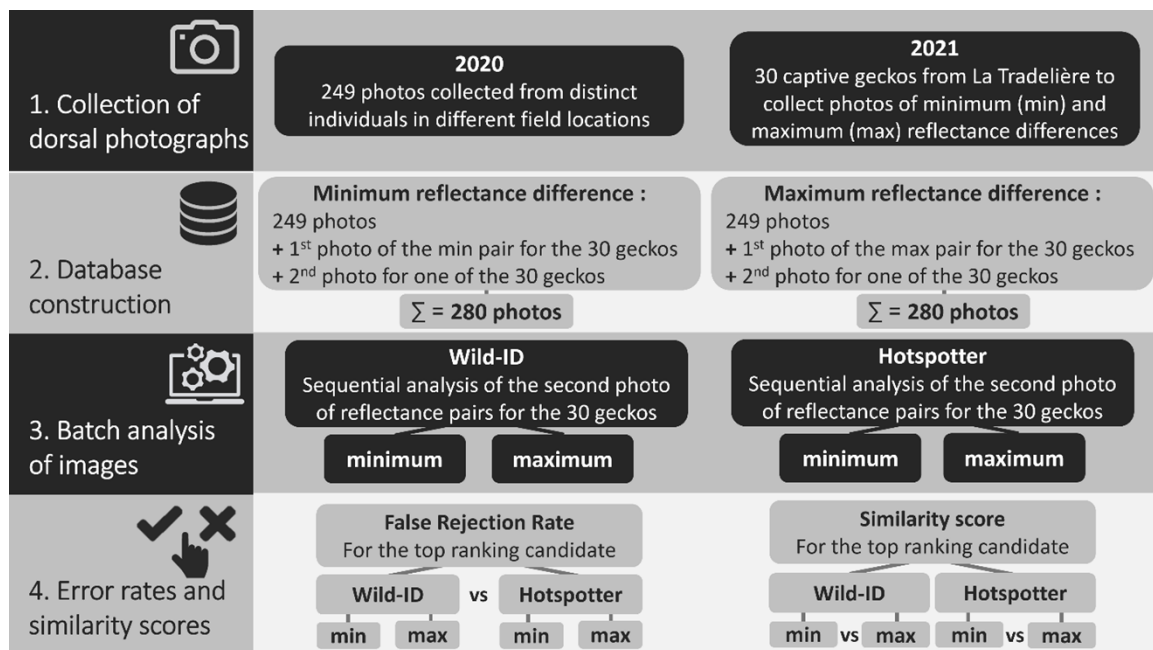 1. Collection of
dorsal photographs
2020
249 photos collected from distinct
individuals in different field locations
2021
30 captive geckos from La Tradelière to
collect photos of minimum (min) and
maximum (max) reflectance differences
2. Database
construction
Minimum reflectance difference :
249 photos
+ 1st photo of the min pair for the 30 geckos
+ 2nd photo for one of the 30 geckos
∑ = 280 photos
Maximum reflectance difference :
249 photos
+ 1st photo of the max pair for the 30 geckos
+ 2nd photo for one of the 30 geckos
∑ = 280 photos
3. Batch analysis
of images
Wild-ID
Sequential analysis of the second photo
of reflectance pairs for the 30 geckos
minimum
maximum
Hotspotter
Sequential analysis of the second photo
of reflectance pairs for the 30 geckos
minimum
maximum
4. Error rates and
similarity scores
False Rejection Rate
For the top ranking candidate
Wild-ID vs Hotspotter
min max min max
Similarity score
For the top ranking candidate
Wild-ID Hotspotter
min vs max min vs max